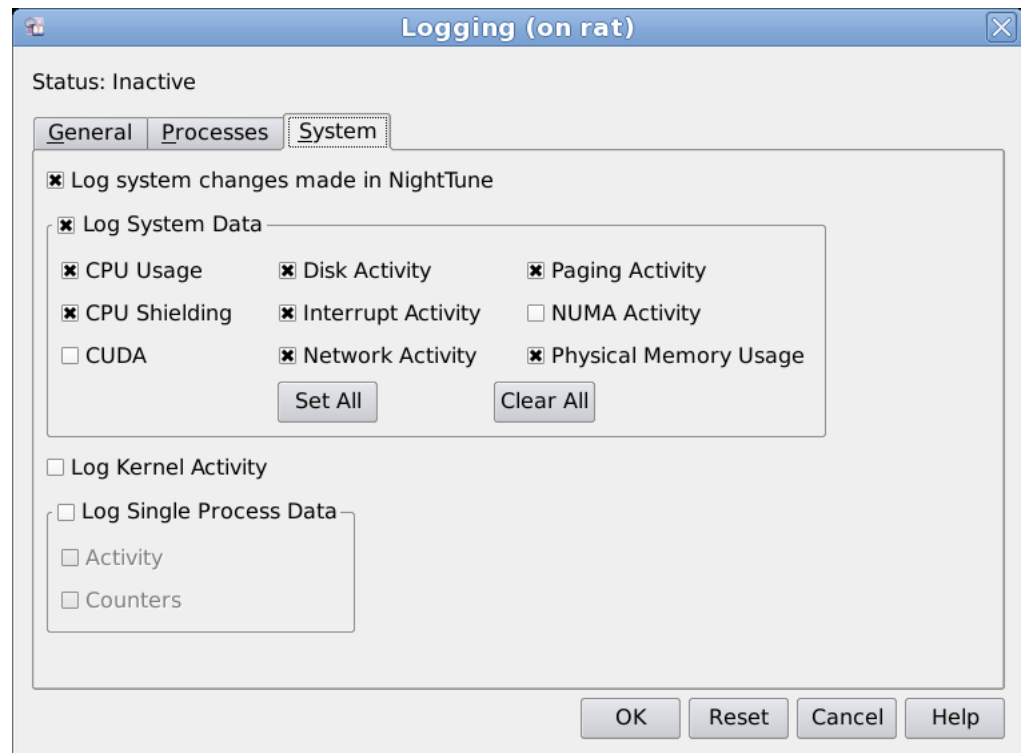 Logging (on rat)
Status: Inactive
General Processes System
Log system changes made in NightTune
Log System Data
CPU Usage Disk Activity Paging Activity
CPU Shielding Interrupt Activity NUMA Activity
CUDA Network Activity Physical Memory Usage
Set All Clear All
Log Kernel Activity
Log Single Process Data
Activity
Counters
OK Reset Cancel Help